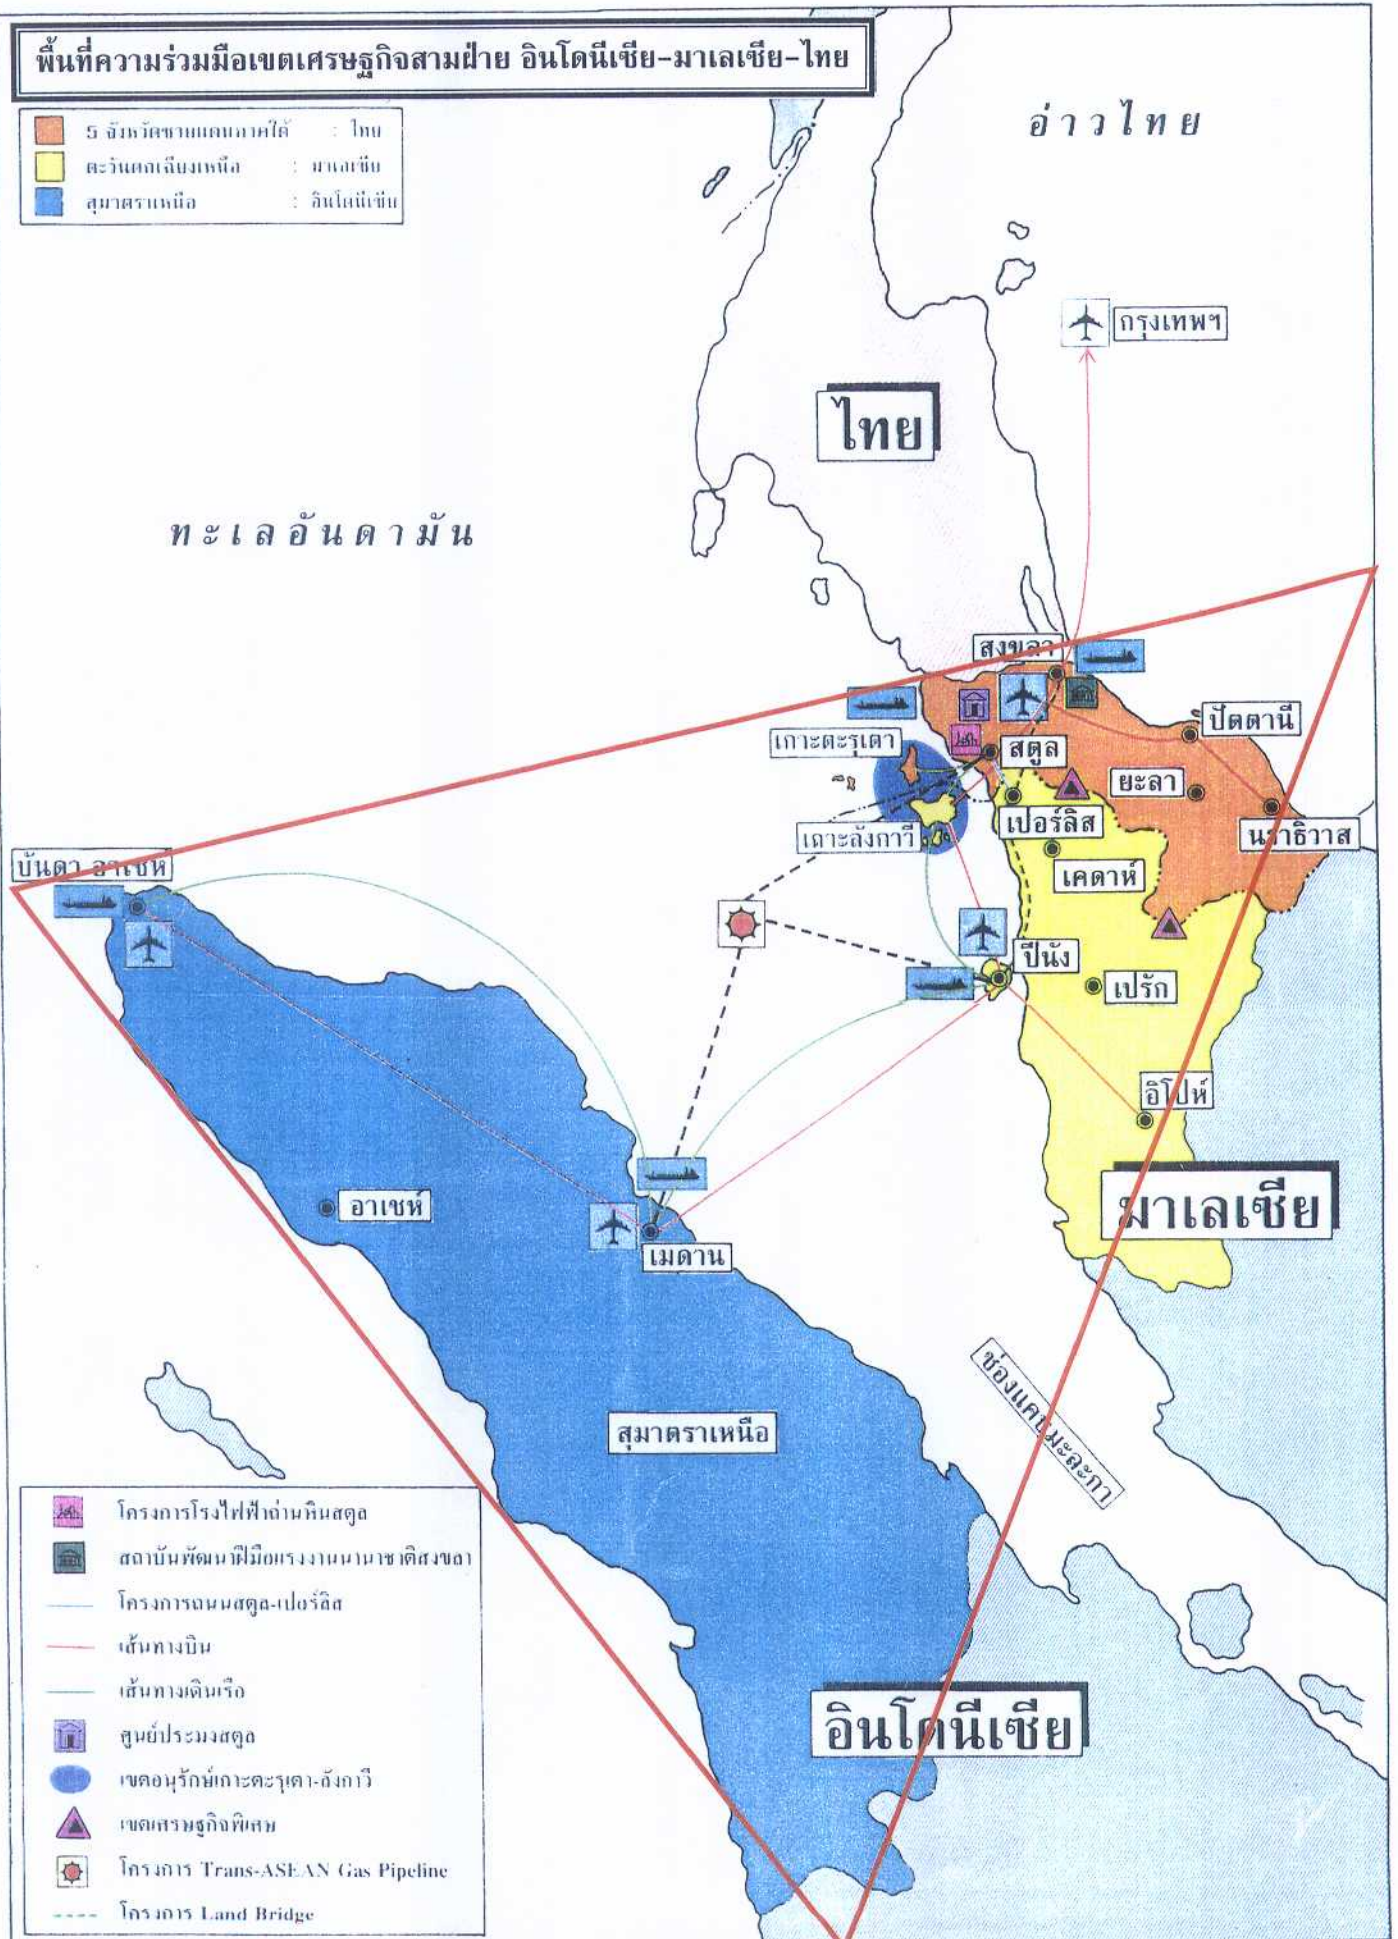 พื้นที่ความร่วมมือเขตเศรษฐกิจสามฝ่าย อินโดนีเซีย-มาเลเซีย-ไทย
5 จังหวัดชายแดนภาคใต้ : ไทย
ตะวันตกเฉียงเหนือ : มาเลเซีย
สุมาตราเหนือ : อินโดนีเซีย
อ่าวไทย
กรุงเทพฯ
ไทย
ทะเลอันดามัน
สงขลา
ปัตตานี
เกาะตะรุเตา
สตูล
ยะลา
เปอร์ลิส
นราธิวาส
เกาะลังกาวี
บันดา อาเชห์
เคดาห์
ปีนัง
เปรัก
อิโปห์
อาเชห์
มาเลเซีย
เมดาน
ช่องแคบมะละกา
สุมาตราเหนือ
อินโดนีเซีย
โครงการโรงไฟฟ้าถ่านหินสตูล
สถาบันพัฒนาฝีมือแรงงานนานาชาติสงขลา
โครงการถนนสตูล-เปอร์ลิส
เส้นทางบิน
เส้นทางเดินเรือ
ศูนย์ประมงสตูล
เขตอนุรักษ์เกาะตะรุเตา-ลังกาวี
เขตเศรษฐกิจพิเศษ
โครงการ Trans-ASEAN Gas Pipeline
โครงการ Land Bridge